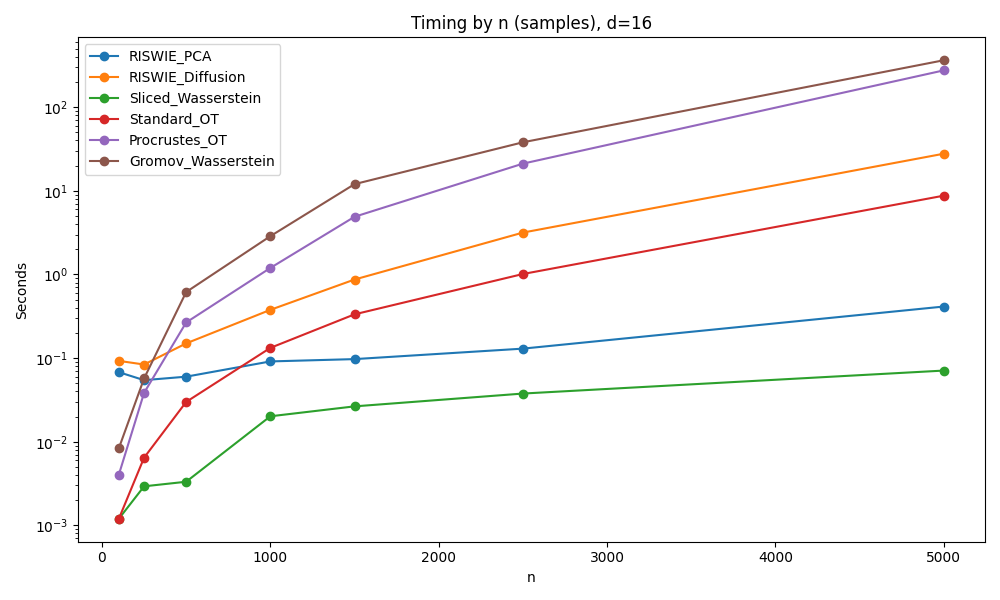 Timing by n (samples), d=16
RISWIE_PCA
RISWIE_Diffusion
Sliced_Wasserstein
Standard_OT
Procrustes_OT
Gromov_Wasserstein
Seconds
10²
10¹
10⁰
10⁻¹
10⁻²
10⁻³
0 1000 2000 3000 4000 5000
n